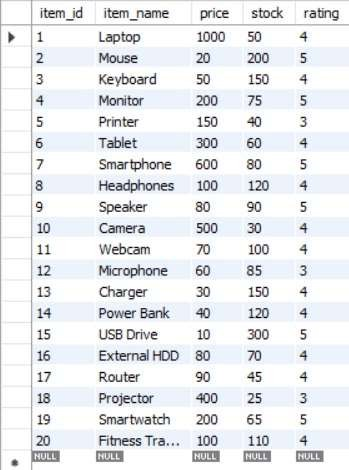 item_id item_name price stock rating
1 Laptop 1000 50 4
2 Mouse 20 200 5
3 Keyboard 50 150 4
4 Monitor 200 75 5
5 Printer 150 40 3
6 Tablet 300 60 4
7 Smartphone 600 80 5
8 Headphones 100 120 4
9 Speaker 80 90 5
10 Camera 500 30 4
11 Webcam 70 100 4
12 Microphone 60 85 3
13 Charger 30 150 4
14 Power Bank 40 120 4
15 USB Drive 10 300 5
16 External HDD 80 70 4
17 Router 90 45 4
18 Projector 400 25 3
19 Smartwatch 200 65 5
20 Fitness Tra... 100 110 4
NULL NULL NULL NULL NULL